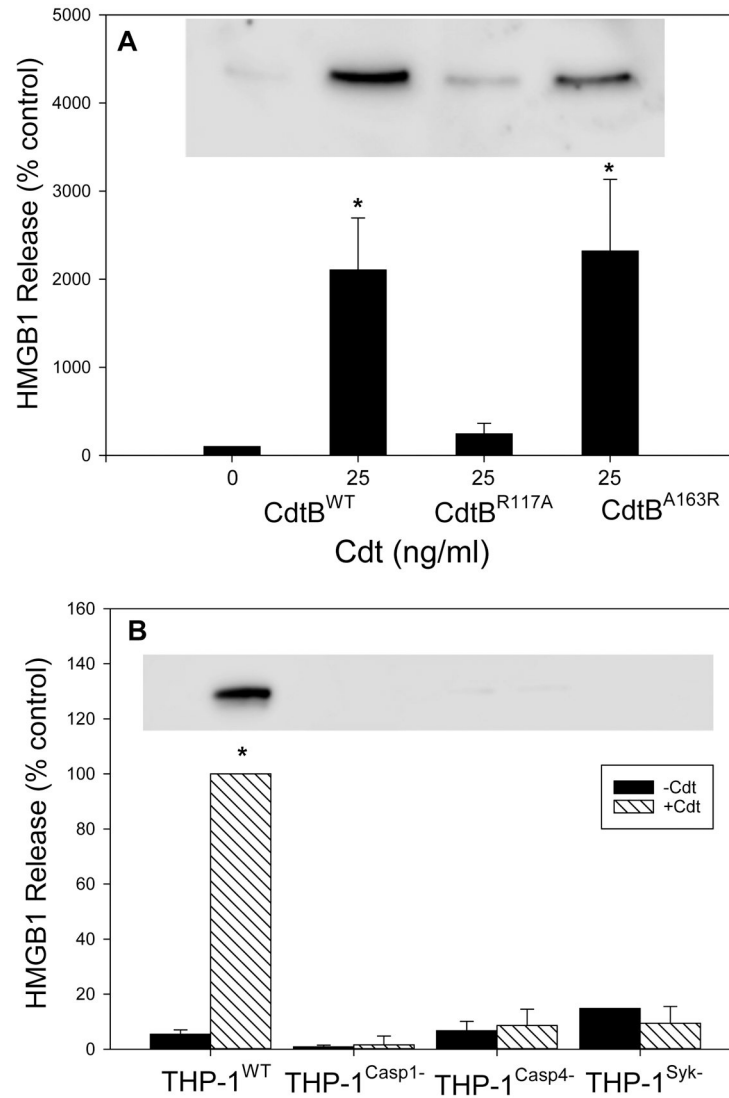 A
5000
4000
3000
2000
1000
0
HMGB1 Release (% control)
*
*
0 25 25 25
CdtB^WT CdtB^R117A CdtB^A163R
Cdt (ng/ml)
B
160
140
120
100
80
60
40
20
0
HMGB1 Release (% control)
*
-Cdt
+Cdt
THP-1^WT THP-1^Casp1- THP-1^Casp4- THP-1^Syk-